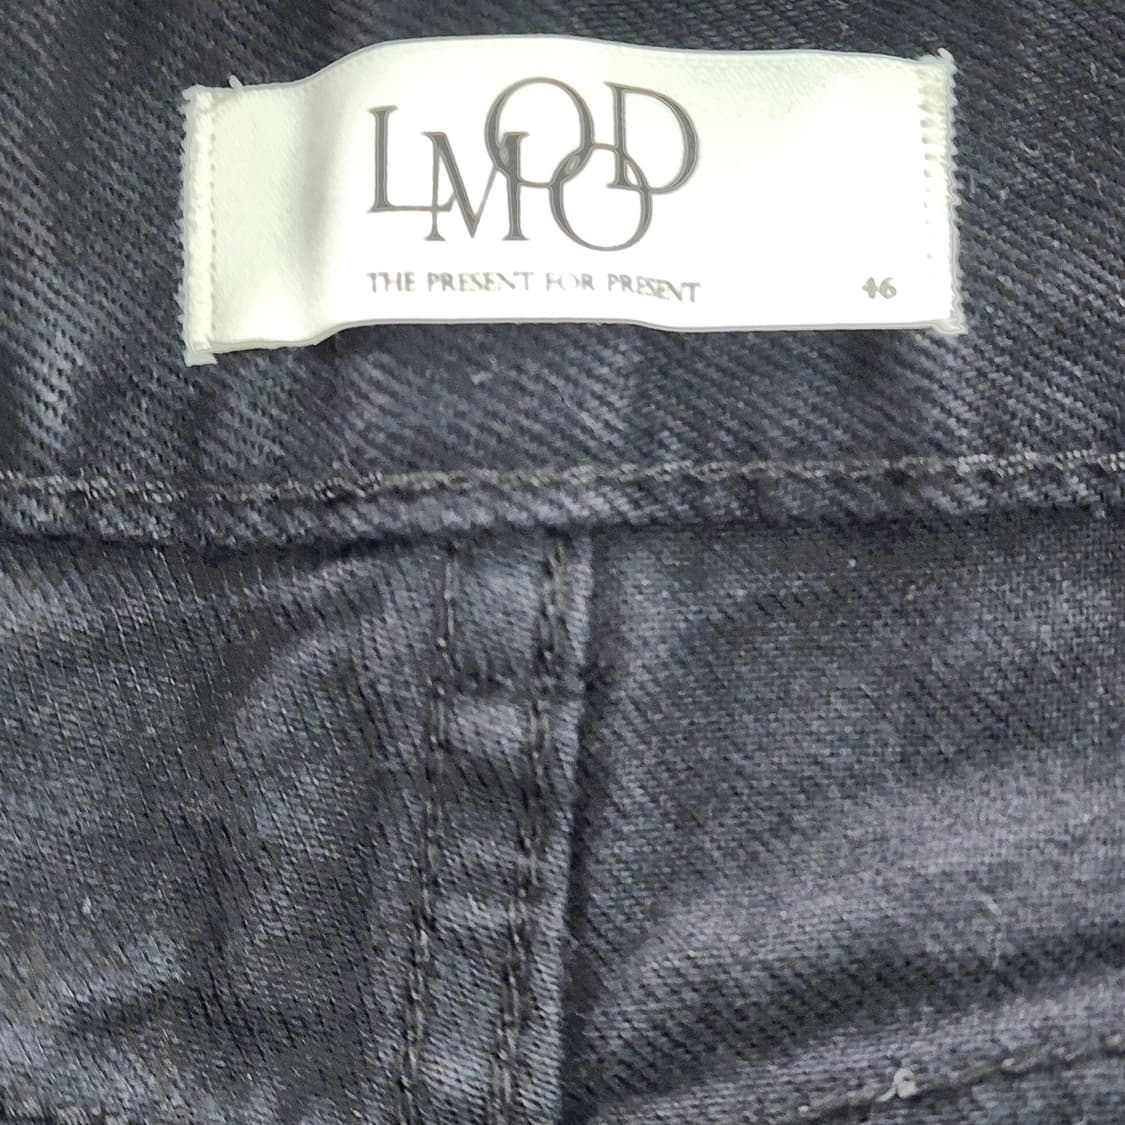 LMOOD
THE PRESENT FOR PRESENT
46